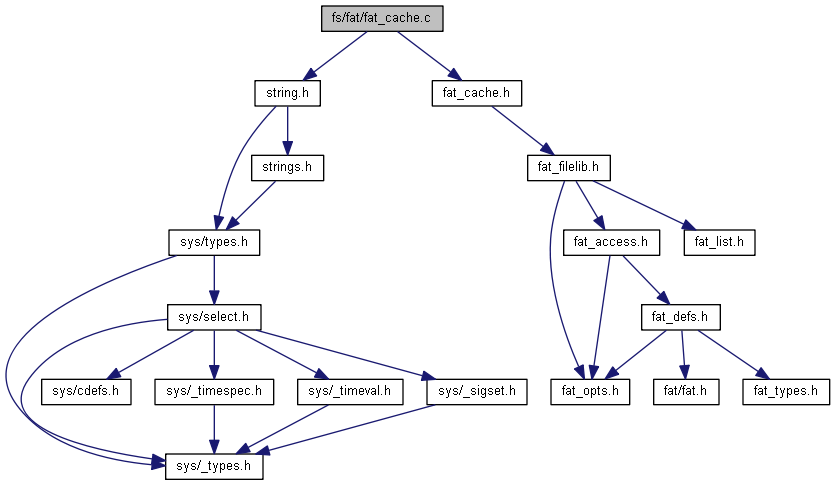 fs/fat/fat_cache.c
string.h
fat_cache.h
strings.h
fat_filelib.h
sys/types.h
fat_access.h
fat_list.h
sys/select.h
fat_defs.h
sys/cdefs.h
sys/_timespec.h
sys/_timeval.h
sys/_sigset.h
fat_opts.h
fat/fat.h
fat_types.h
sys/_types.h